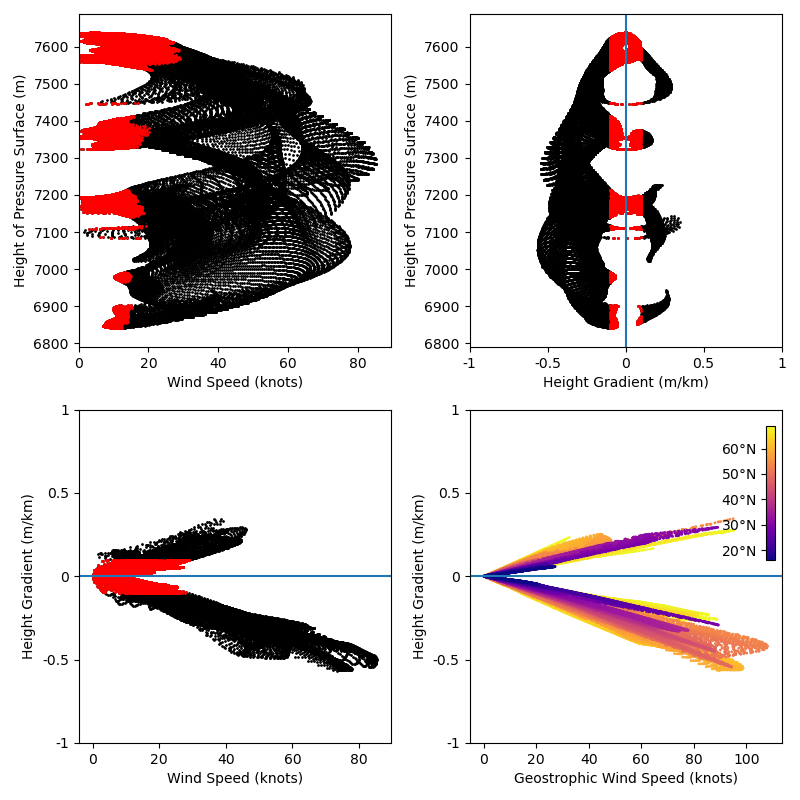 7600
7500
7400
7300
7200
7100
7000
6900
6800
Height of Pressure Surface (m)
0 20 40 60 80
Wind Speed (knots)
7600
7500
7400
7300
7200
7100
7000
6900
6800
Height of Pressure Surface (m)
-1 -0.5 0 0.5 1
Height Gradient (m/km)
1
0.5
0
-0.5
-1
Height Gradient (m/km)
0 20 40 60 80
Wind Speed (knots)
1
0.5
0
-0.5
-1
Height Gradient (m/km)
60°N
50°N
40°N
30°N
20°N
0 20 40 60 80 100
Geostrophic Wind Speed (knots)